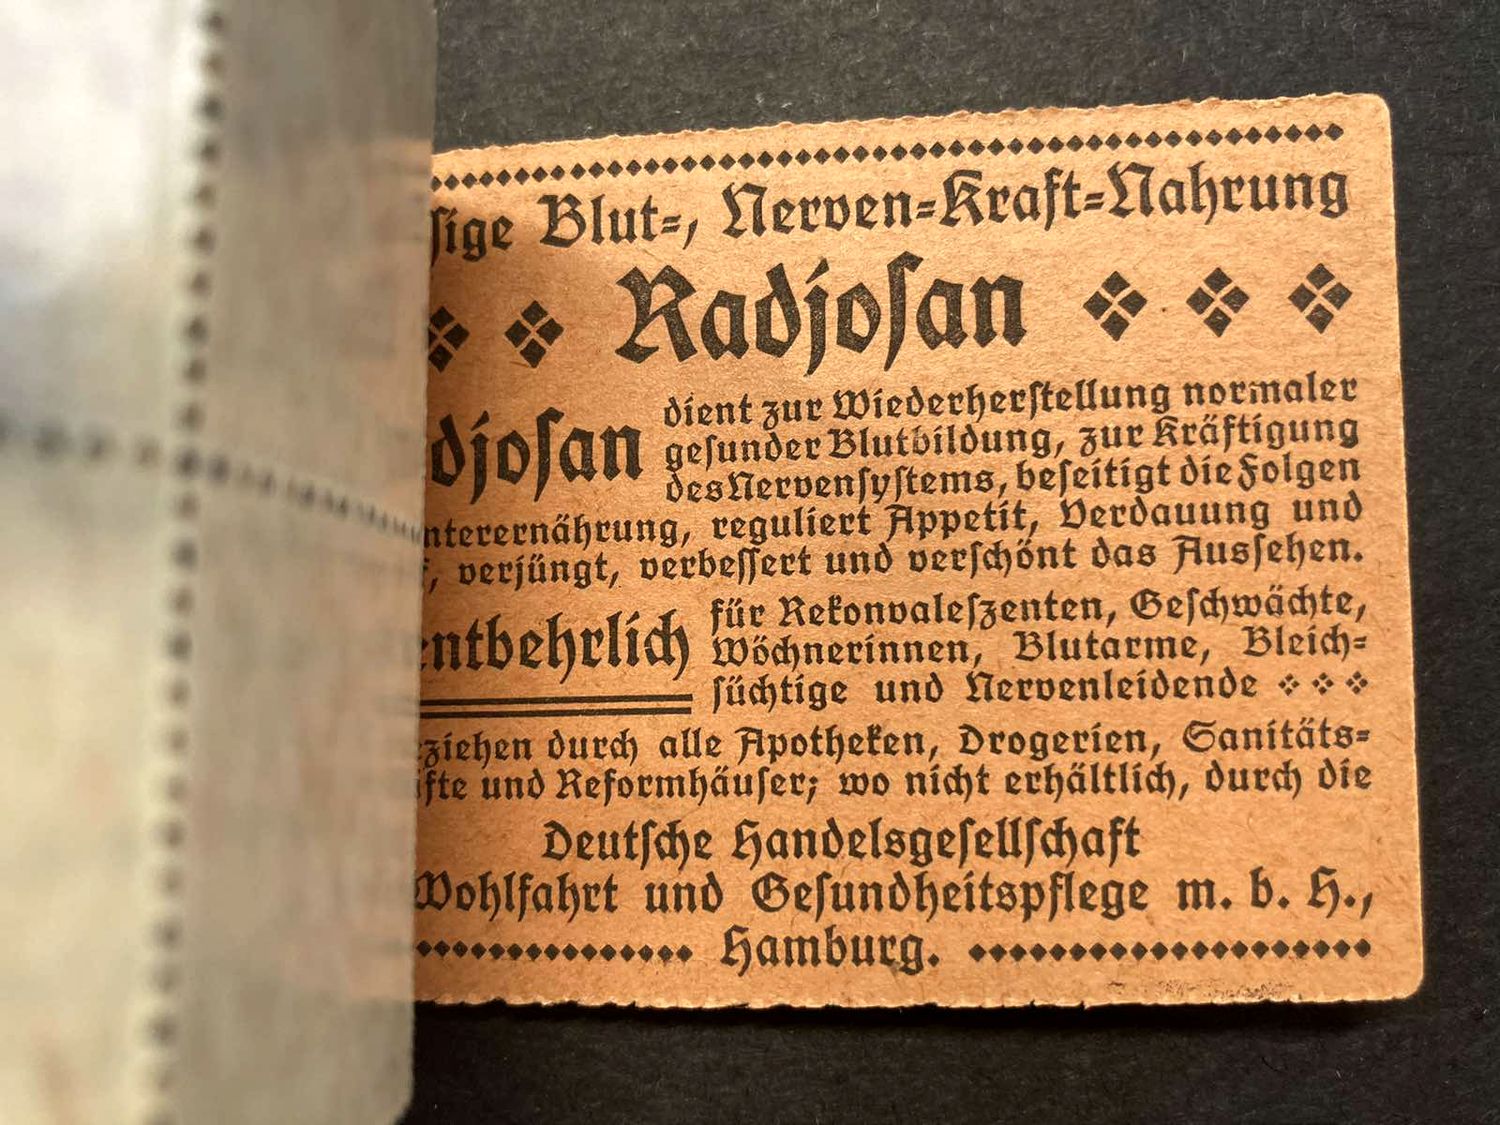 Blut-, Nerven-Kraft-Nahrung
Radjosan
djosan
dient zur Wiederherstellung normaler
gesunder Blutbildung, zur Kräftigung
des Nervensystems, beseitigt die Folgen
nterernährung, reguliert Appetit, Verdauung und
verjüngt, verbessert und verschönt das Aussehen.
entbehrlich
für Rekonvaleszenten, Geschwächte,
Wöchnerinnen, Blutarme, Bleich-
süchtige und Nervenleidende
ziehen durch alle Apotheken, Drogerien, Sanitäts-
fte und Reformhäuser; wo nicht erhältlich, durch die
Deutsche Handelsgesellschaft
Wohlfahrt und Gesundheitspflege m. b. H.,
Hamburg.